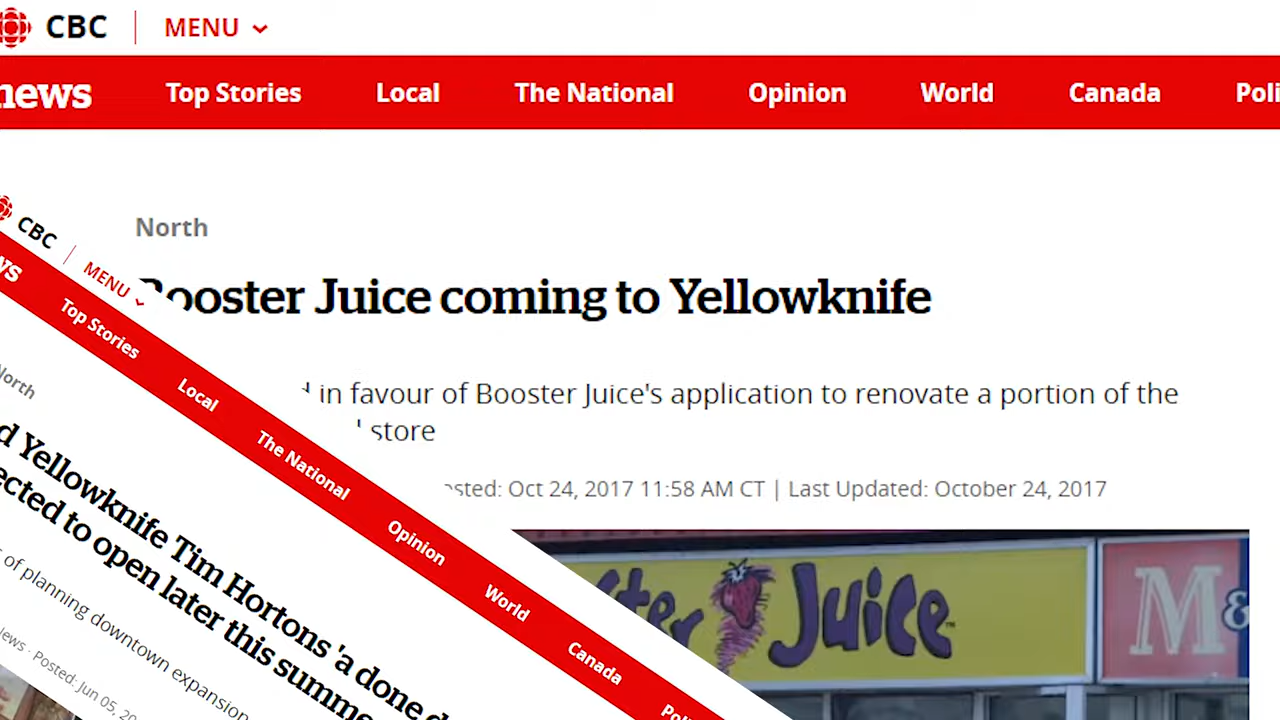 CBC MENU
news Top Stories Local The National Opinion World Canada
North
Booster Juice coming to Yellowknife
in favour of Booster Juice's application to renovate a portion of the
store
Posted: Oct 24, 2017 11:58 AM CT | Last Updated: October 24, 2017
Juice™
M&
CBC MENU
Top Stories Local The National Opinion World Canada
North
Yellowknife Tim Hortons 'a done
to open later this
of planning downtown expansion
News · Posted: Jun 05,